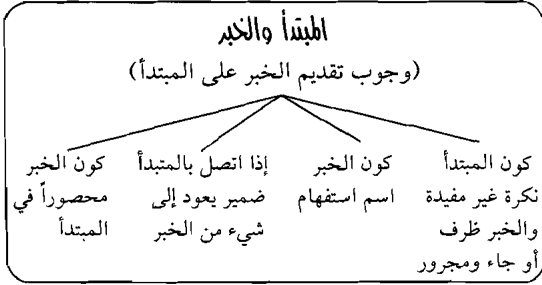 المبتدأ والخبر
(وجوب تقديم الخبر على المبتدأ)
كون المبتدأ
نكرة غير مفيدة
والخبر ظرف
أو جاء ومجرور
كون الخبر
اسم استفهام
إذا اتصل بالمتبدأ
ضمير يعود إلى
شيء من الخبر
كون الخبر
محصوراً في
المبتدأ